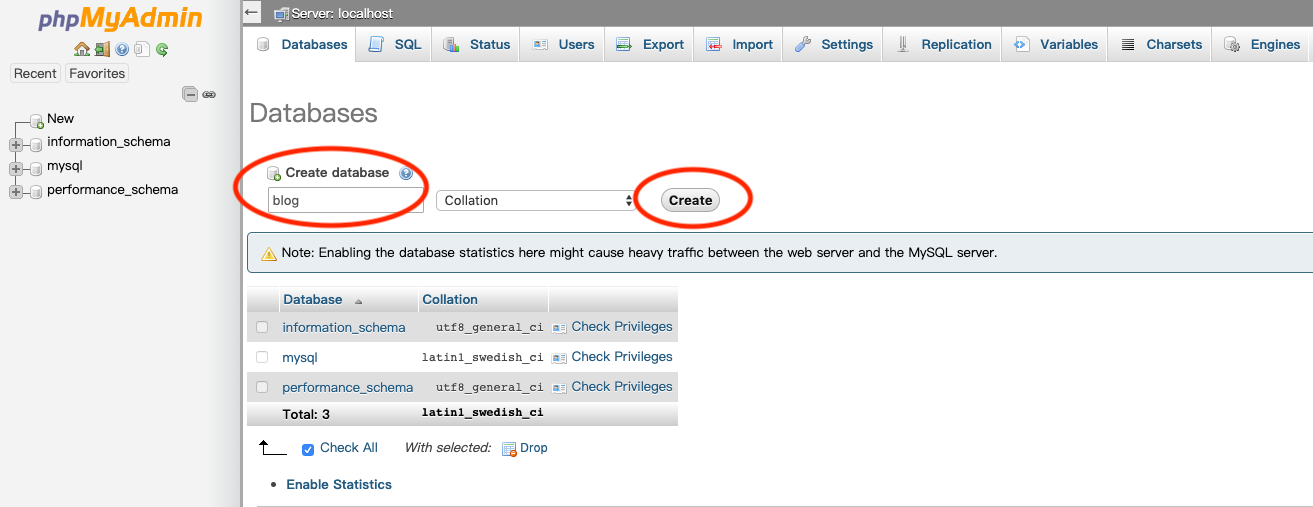 phpMyAdmin
Recent Favorites
New
information_schema
mysql
performance_schema
Server: localhost
Databases SQL Status Users Export Import Settings Replication Variables Charsets Engines
Databases
Create database
blog Collation Create
Note: Enabling the database statistics here might cause heavy traffic between the web server and the MySQL server.
Database Collation
information_schema utf8_general_ci Check Privileges
mysql latin1_swedish_ci Check Privileges
performance_schema utf8_general_ci Check Privileges
Total: 3 latin1_swedish_ci
Check All With selected: Drop
Enable Statistics